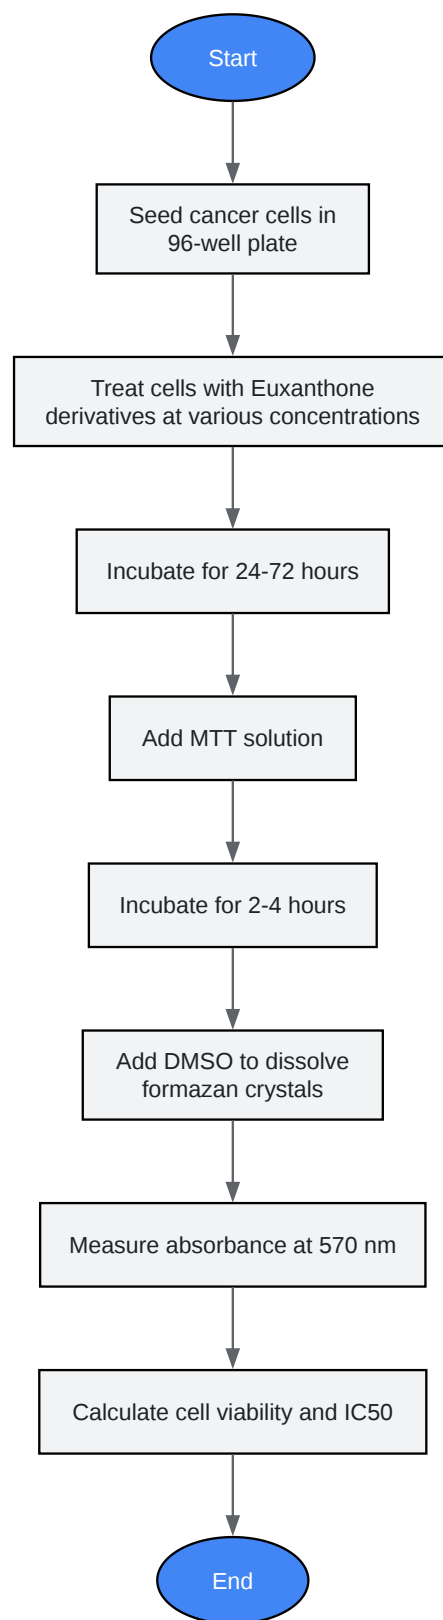 Start
Seed cancer cells in
96-well plate
Treat cells with Euxanthone
derivatives at various concentrations
Incubate for 24-72 hours
Add MTT solution
Incubate for 2-4 hours
Add DMSO to dissolve
formazan crystals
Measure absorbance at 570 nm
Calculate cell viability and IC50
End